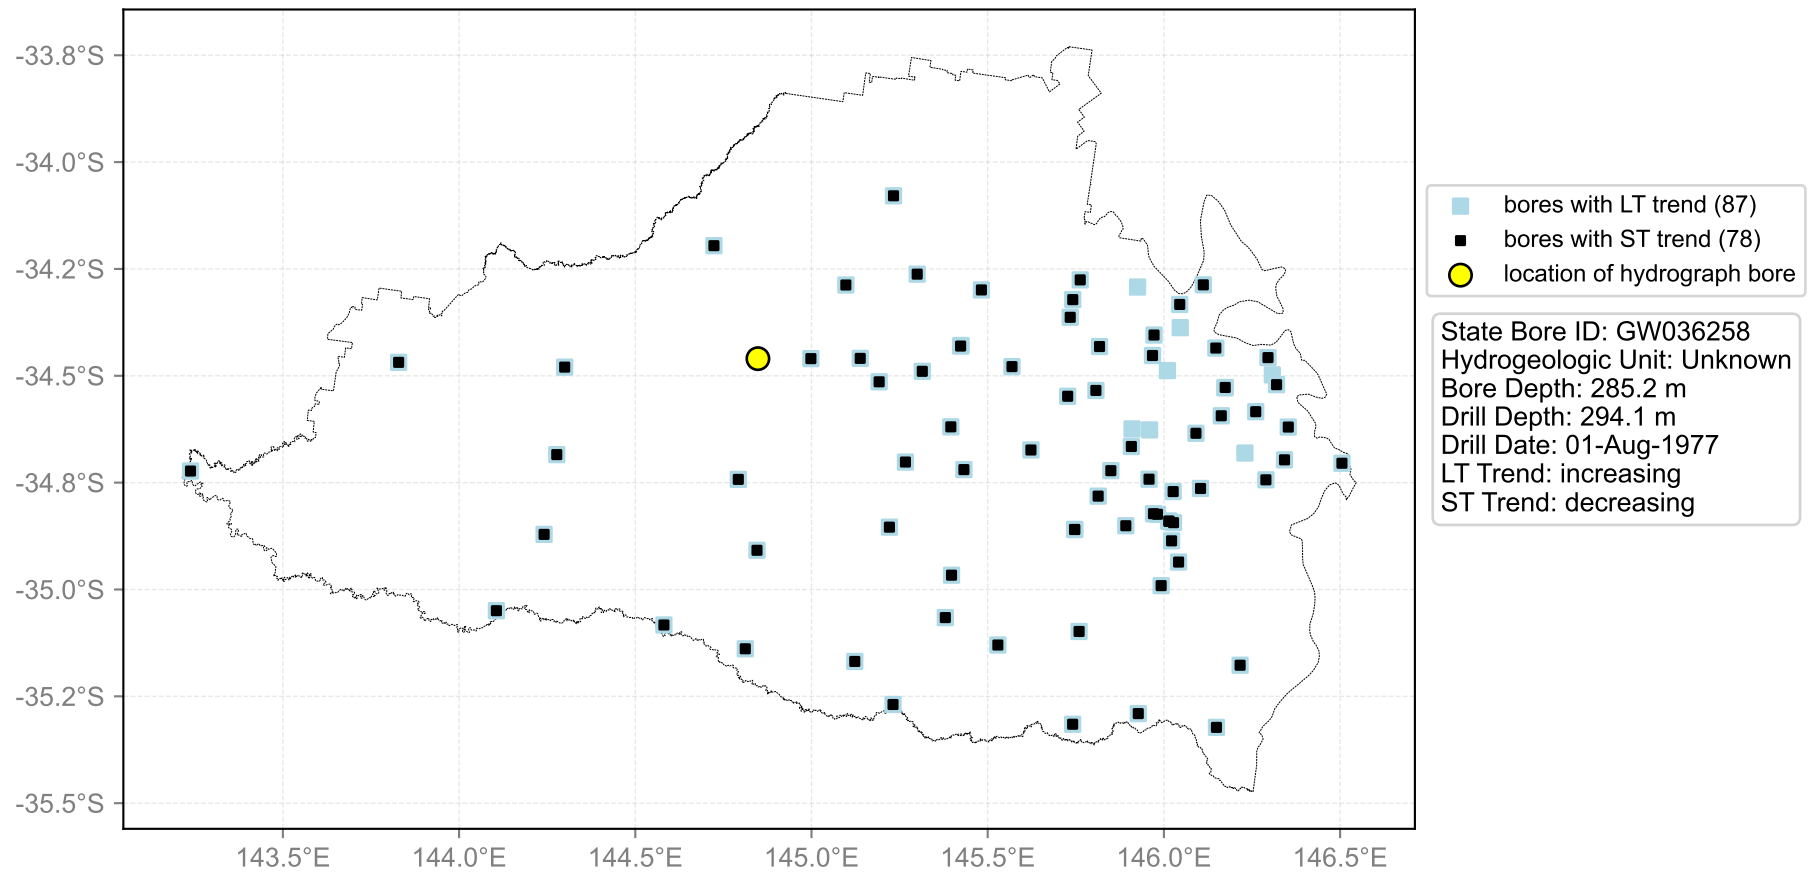 -33.8°S
-34.0°S
-34.2°S
-34.5°S
-34.8°S
-35.0°S
-35.2°S
-35.5°S
143.5°E
144.0°E
144.5°E
145.0°E
145.5°E
146.0°E
146.5°E
bores with LT trend (87)
bores with ST trend (78)
location of hydrograph bore
State Bore ID: GW036258
Hydrogeologic Unit: Unknown
Bore Depth: 285.2 m
Drill Depth: 294.1 m
Drill Date: 01-Aug-1977
LT Trend: increasing
ST Trend: decreasing